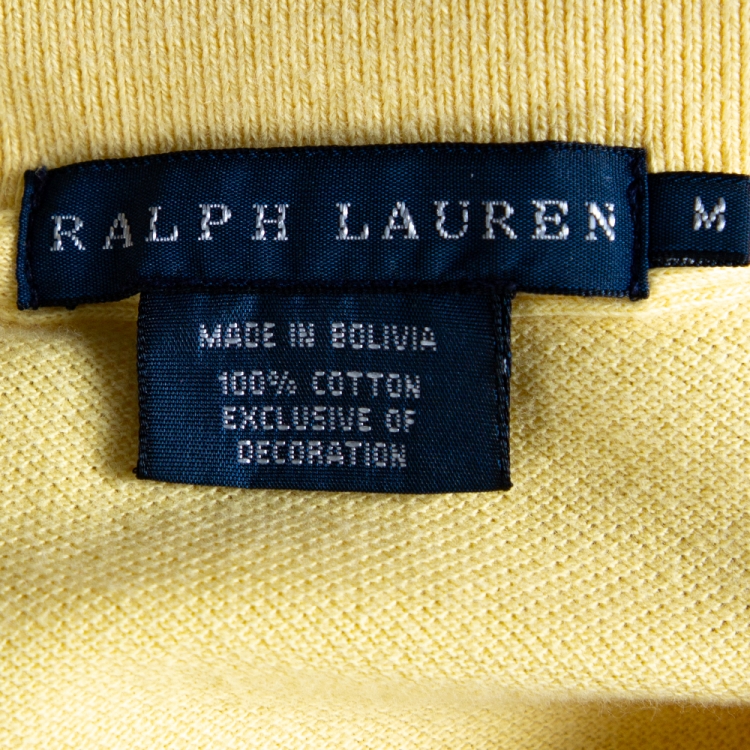 RALPH LAUREN
M
MADE IN BOLIVIA
100% COTTON
EXCLUSIVE OF
DECORATION